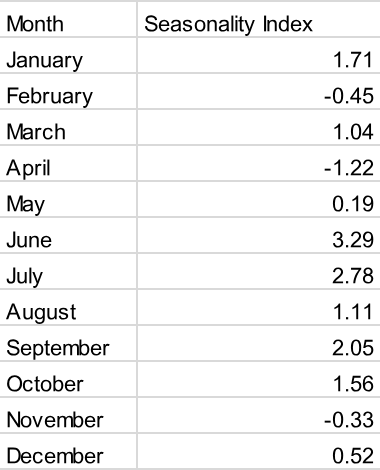 Month Seasonality Index
January 1.71
February -0.45
March 1.04
April -1.22
May 0.19
June 3.29
July 2.78
August 1.11
September 2.05
October 1.56
November -0.33
December 0.52